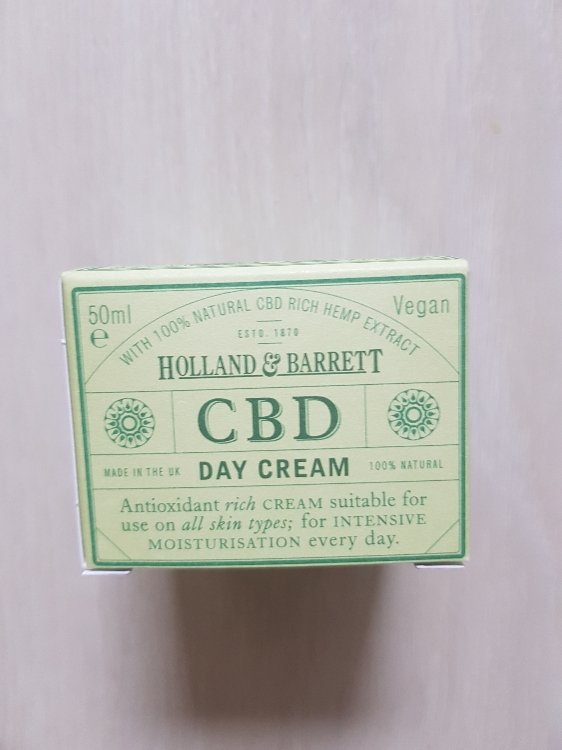 50ml
e
Vegan
WITH 100% NATURAL CBD RICH HEMP EXTRACT
ESTD. 1870
HOLLAND & BARRETT
CBD
MADE IN THE UK DAY CREAM 100% NATURAL
Antioxidant rich CREAM suitable for
use on all skin types; for INTENSIVE
MOISTURISATION every day.